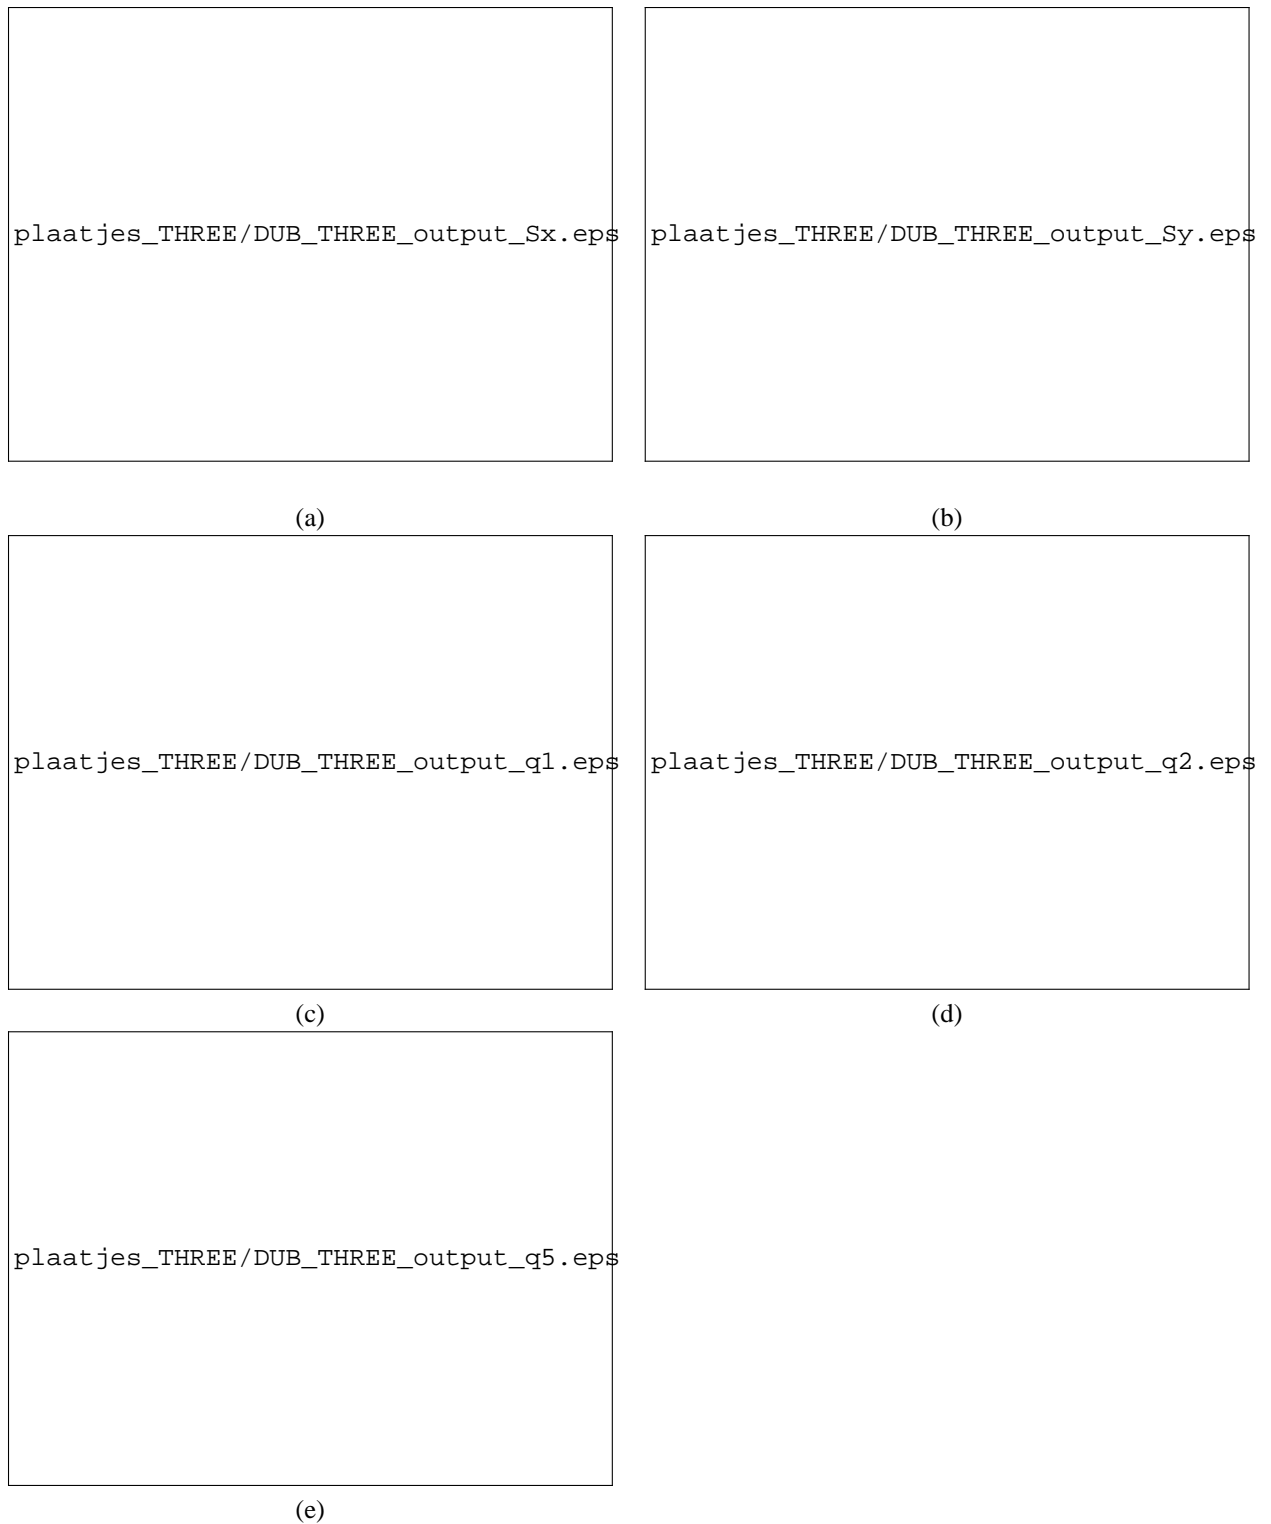 plaatjes_THREE/DUB_THREE_output_Sx.eps
plaatjes_THREE/DUB_THREE_output_Sy.eps
(a)
(b)
plaatjes_THREE/DUB_THREE_output_q1.eps
plaatjes_THREE/DUB_THREE_output_q2.eps
(c)
(d)
plaatjes_THREE/DUB_THREE_output_q5.eps
(e)